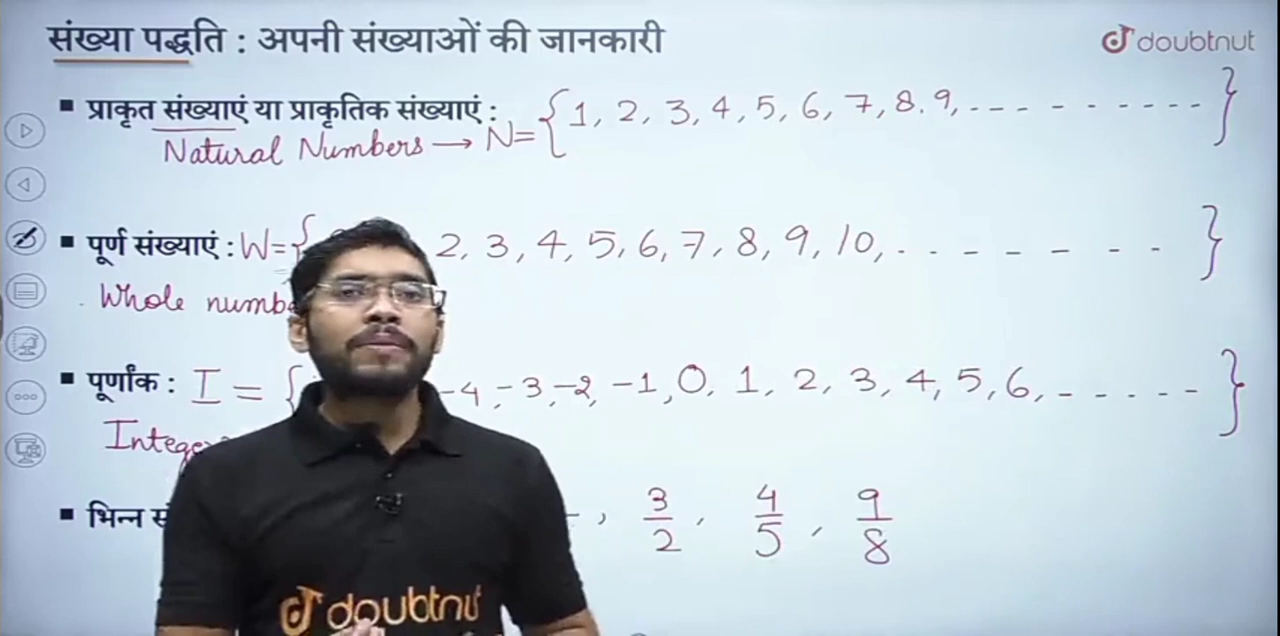 संख्या पद्धति : अपनी संख्याओं की जानकारी
doubtnut
▪ प्राकृत संख्याएं या प्राकृतिक संख्याएं :
Natural Numbers → N = { 1, 2, 3, 4, 5, 6, 7, 8. 9, - - - - - - - - - - }
▪ पूर्ण संख्याएं : W = { 2, 3, 4, 5, 6, 7, 8, 9, 10, . - - - - - - }
Whole
▪ पूर्णांक : I = { -4, -3, -2, -1, 0, 1, 2, 3, 4, 5, 6, - - - - - }
▪ भिन्न , 3/2 , 4/5 , 9/8
doubtnut